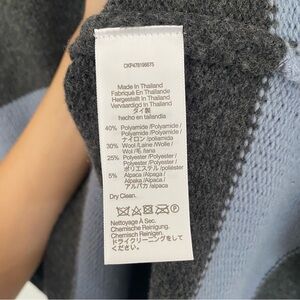 CKP478198675
Made In Thailand
Fabriqué En Thaïlande
Hergestellt In Thailand
Vervaardigd in Thailand
タイ製
hecho en tailandia
40% Polyamide /Polyamide/
Polyamid /Polyamide/
ナイロン /poliamida
30% Wool /Laine /Wolle/
Wol /毛 /lana
25% Polyester /Polyester/
Polyester /Polyester/
ポリエステル /poliéster
5% Alpaca /Alpaga
/Alpaka /Alpaca/
アルパカ /alpaca
Dry Clean.
Nettoyage À Sec.
Chemische Reinigung.
Chemisch Reinigen.
ドライクリーニングをして
ください。